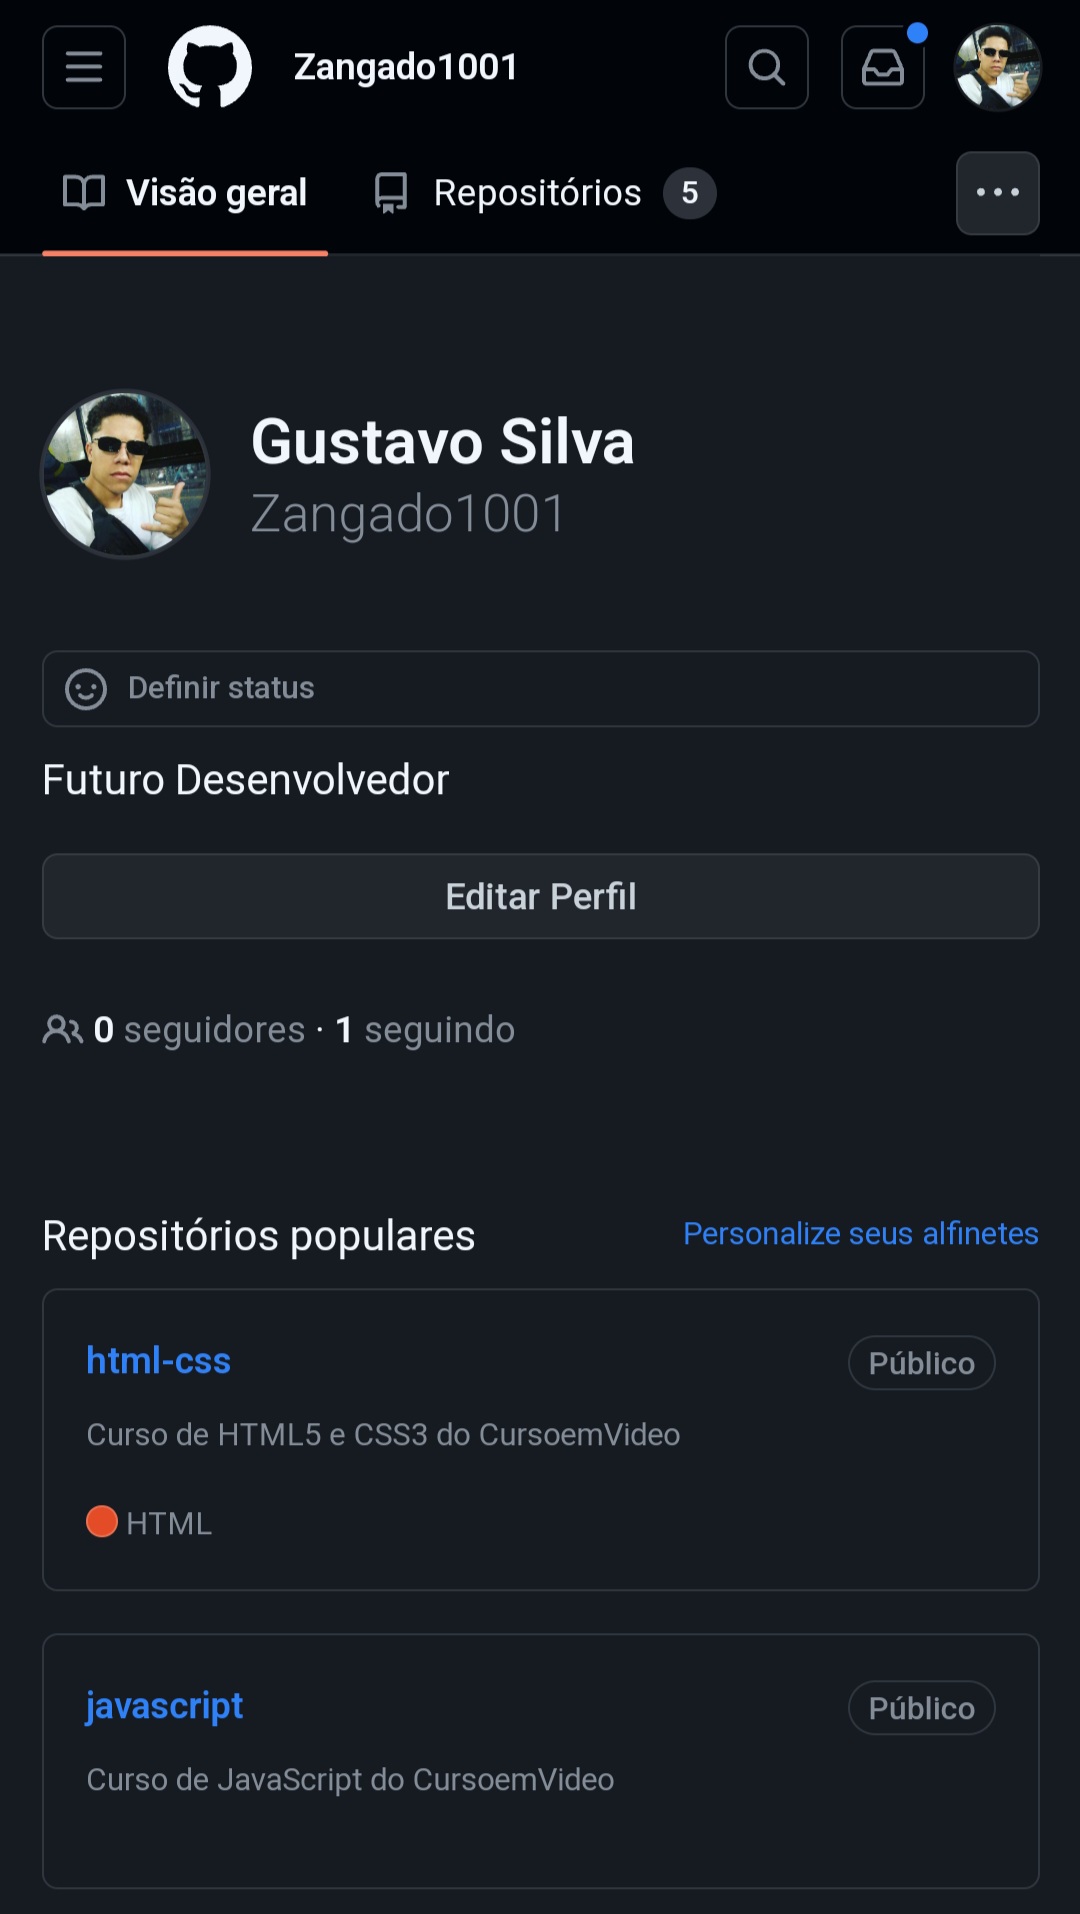 Zangado1001
Visão geral
Repositórios 5
Gustavo Silva
Zangado1001
Definir status
Futuro Desenvolvedor
Editar Perfil
0 seguidores · 1 seguindo
Repositórios populares
Personalize seus alfinetes
html-css
Público
Curso de HTML5 e CSS3 do CursoemVideo
HTML
javascript
Público
Curso de JavaScript do CursoemVideo